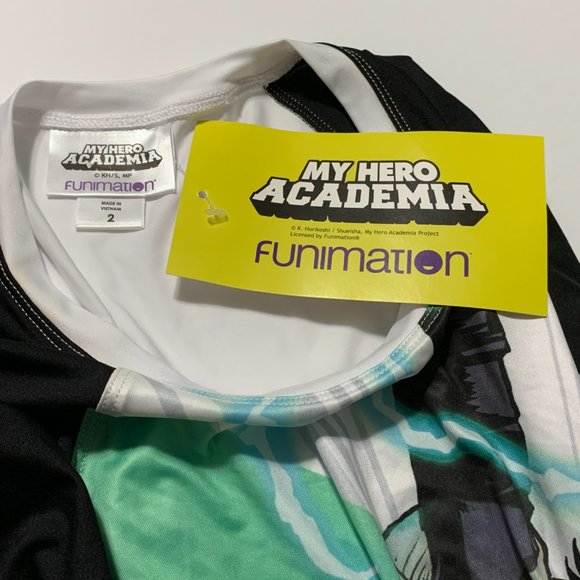 MY HERO
ACADEMIA
© KH/S, MP
FUNIMATION
MADE IN
VIETNAM
2
MY HERO
ACADEMIA
© K. Horikoshi / Shueisha, My Hero Academia Project
Licensed by Funimation®
FUNIMATION